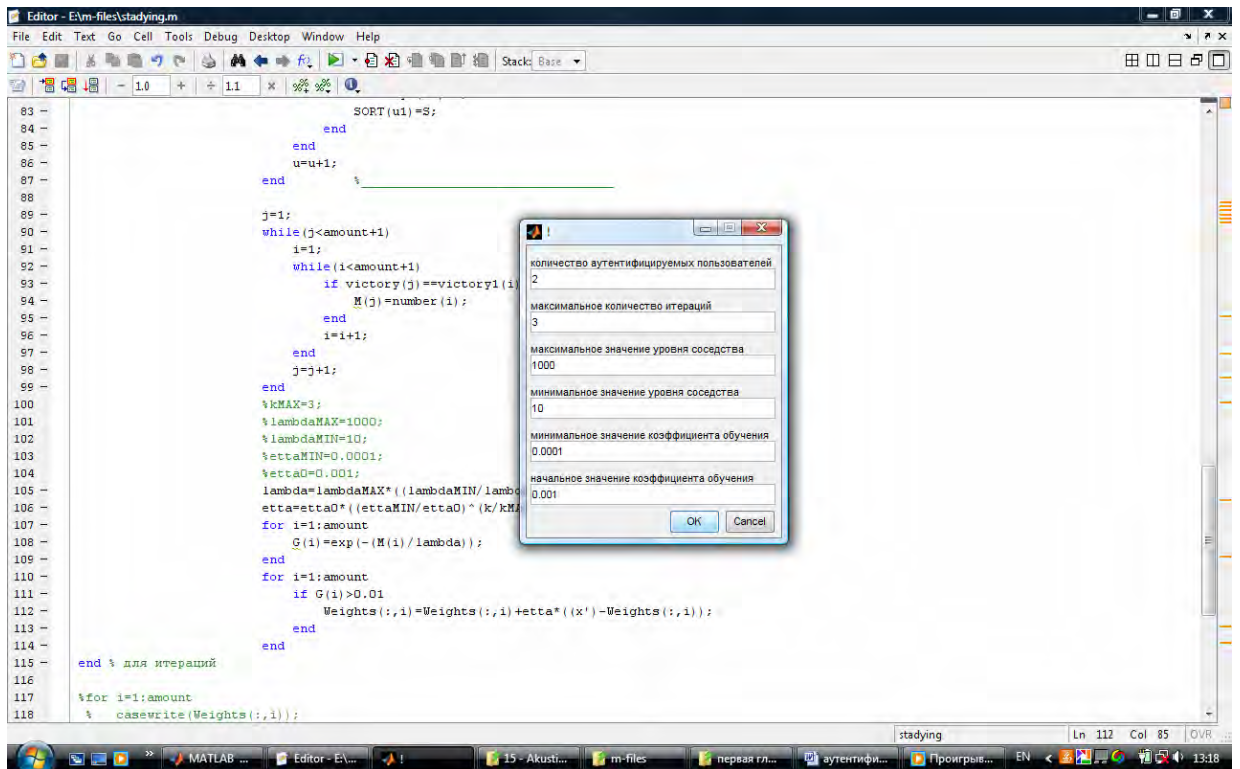 Editor - E:\m-files\stadying.m
File Edit Text Go Cell Tools Debug Desktop Window Help
Stack: Base
- 1.0 + ÷ 1.1 ×
83 - SORT(u1)=S;
84 - end
85 - end
86 - u=u+1;
87 - end %
88
89 - j=1;
90 - while(j<amount+1)
91 - i=1;
92 - while(i<amount+1)
93 - if victory(j)==victory1(i)
94 - M(j)=number(i);
95 - end
96 - i=i+1;
97 - end
98 - j=j+1;
99 - end
100 %kMAX=3;
101 %lambdaMAX=1000;
102 %lambdaMIN=10;
103 %ettaMIN=0.0001;
104 %etta0=0.001;
105 - lambda=lambdaMAX*((lambdaMIN/lambd
106 - etta=etta0*((ettaMIN/etta0)^(k/kMA
107 - for i=1:amount
108 - G(i)=exp(-(M(i)/lambda));
109 - end
110 - for i=1:amount
111 - if G(i)>0.01
112 - Weights(:,i)=Weights(:,i)+etta*((x')-Weights(:,i));
113 - end
114 - end
115 - end % для итераций
116
117 %for i=1:amount
118 % casewrite(Weights(:,i));
!
количество аутентифицируемых пользователей
2
максимальное количество итераций
3
максимальное значение уровня соседства
1000
минимальное значение уровня соседства
10
минимальное значение коэффициента обучения
0.0001
начальное значение коэффициента обучения
0.001
OK Cancel
stadying Ln 112 Col 85 OVR
» MATLAB ... Editor - E:\... ! 15 - Akusti... m-files первая гл... аутентифи... Проигрыв... EN < 13:18